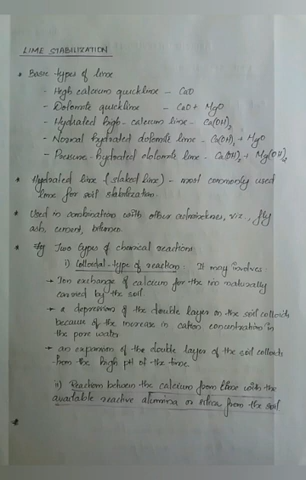 LIME STABILIZATION
* Basic types of lime
- High calcium quicklime - CaO
- Dolomite quicklime - CaO + MgO
- Hydrated high-calcium lime - Ca(OH)2
- Normal hydrated dolomite lime - Ca(OH)2 + MgO
- Pressure-hydrated dolomite lime - Ca(OH)2 + Mg(OH)2
* Hydrated lime (slaked lime) - most commonly used
lime for soil stabilization
* Used in combination with other admixtures, viz., fly
ash, cement, bitumen
* Two types of chemical reaction:
i) Colloidal-type of reaction. It may involves
→ Ion exchange of calcium for the ion naturally
carried by the soil
→ a depression of the double layer on the soil colloids
because of the increase in cation concentration in
the pore water
→ an expansion of the double layer of the soil colloids
from the high pH of the lime
ii) Reaction between the calcium from lime with the
available reactive alumina or silica from the soil
*